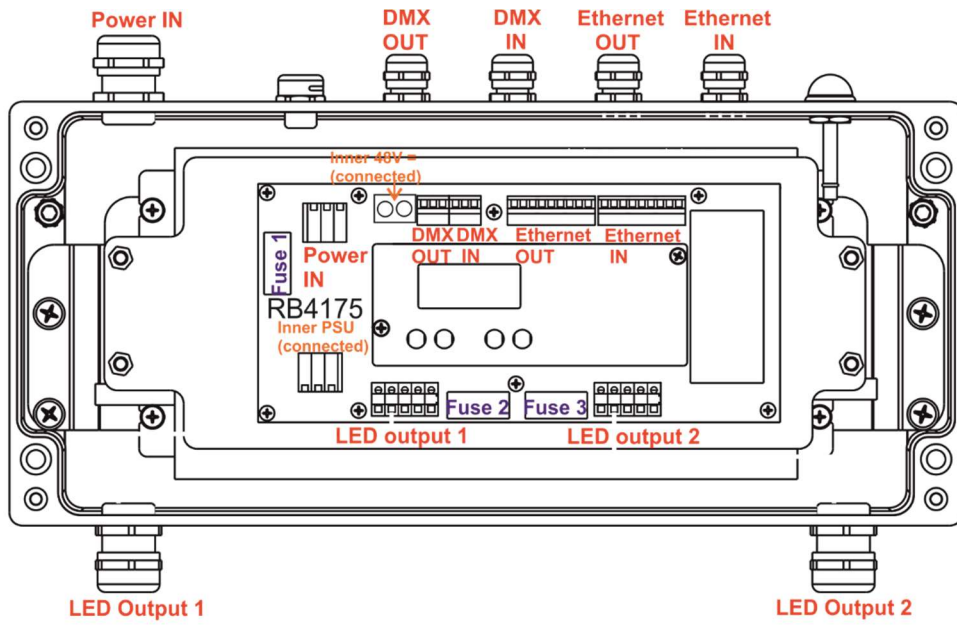 Power IN
DMX
OUT
DMX
IN
Ethernet
OUT
Ethernet
IN
Inner 48V =
(connected)
DMX
OUT
DMX
IN
Ethernet
OUT
Ethernet
IN
Fuse 1
Power
IN
RB4175
Inner PSU
(connected)
Fuse 2
Fuse 3
LED output 1
LED output 2
LED Output 1
LED Output 2